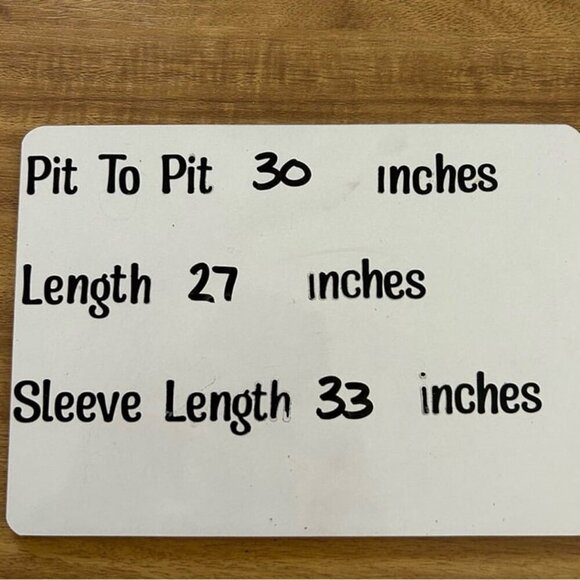 Pit To Pit 30 inches
Length 27 inches
Sleeve Length 33 inches